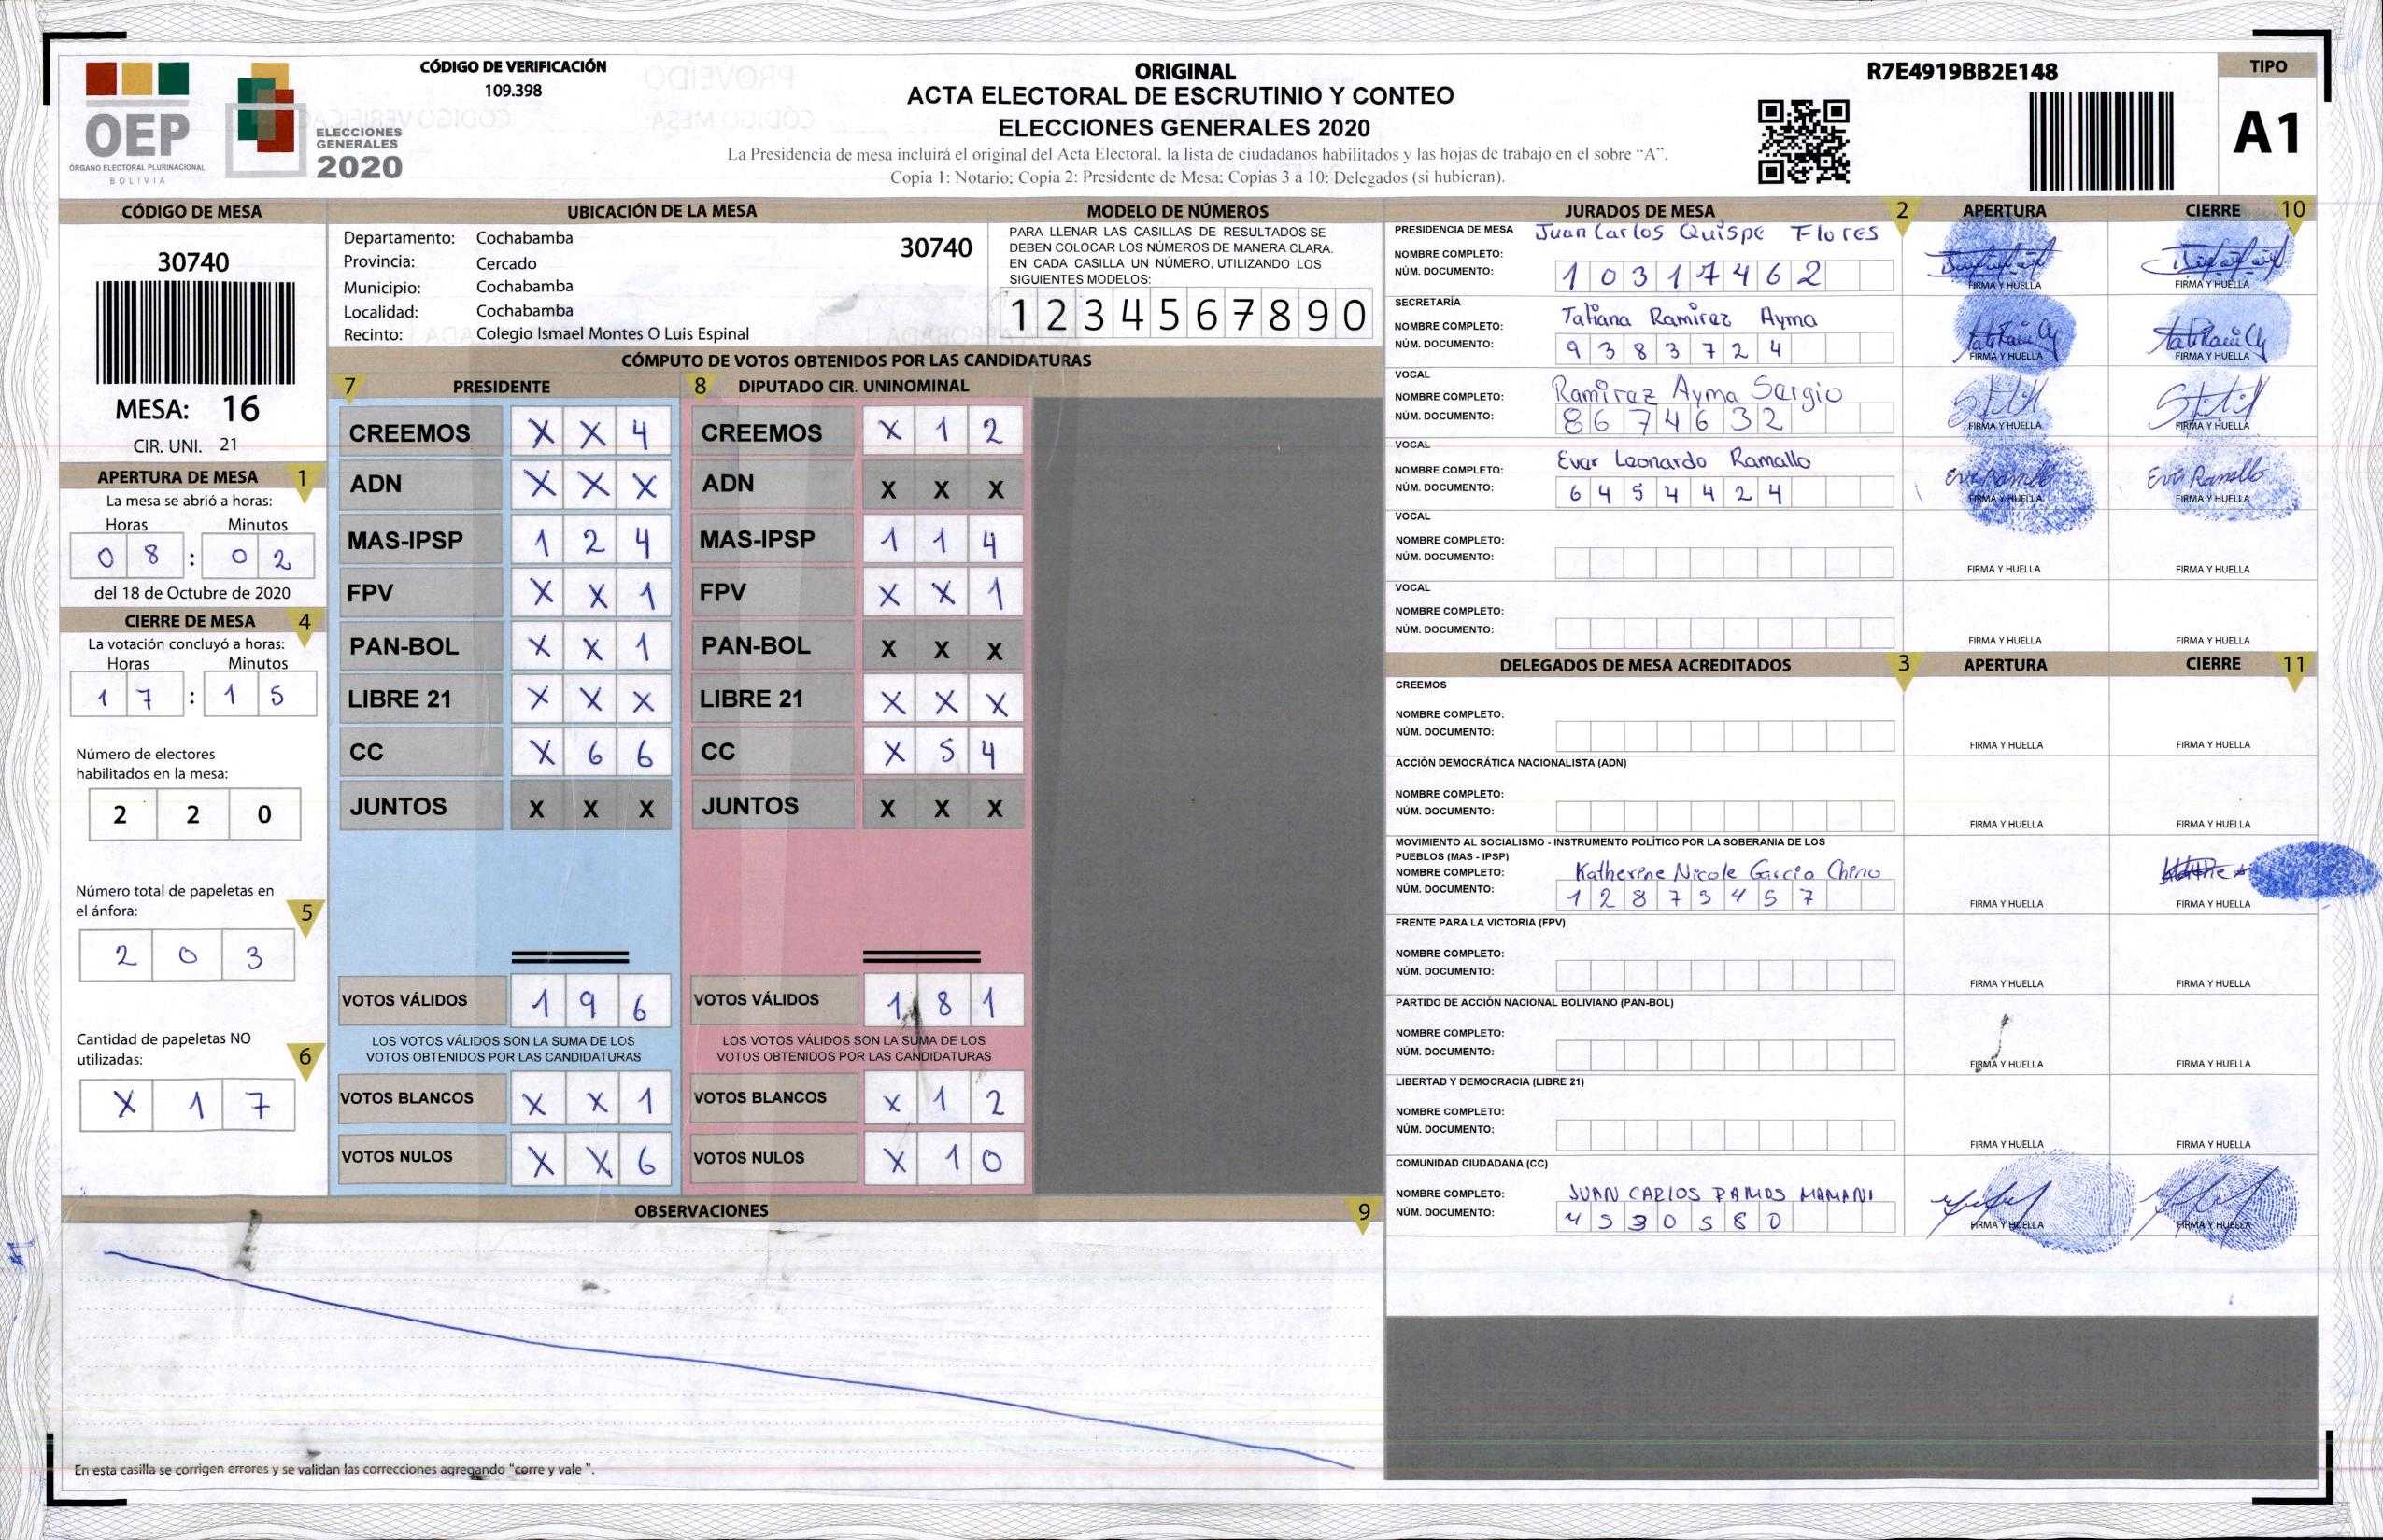 CÓDIGO DE VERIFICACIÓN
109.398
ORIGINAL
ACTA ELECTORAL DE ESCRUTINIO Y CONTEO
ELECCIONES GENERALES 2020
La Presidencia de mesa incluirá el original del Acta Electoral, la lista de ciudadanos habilitados y las hojas de trabajo en el sobre “A”.
Copia 1: Notario; Copia 2: Presidente de Mesa; Copias 3 a 10: Delegados (si hubieran).
R7E4919BB2E148
TIPO
A1
OEP
ÓRGANO ELECTORAL PLURINACIONAL
BOLIVIA
ELECCIONES
GENERALES
2020
CÓDIGO DE MESA
30740
MESA: 16
CIR. UNI. 21
APERTURA DE MESA 1
La mesa se abrió a horas:
Horas Minutos
0 8 : 0 2
del 18 de Octubre de 2020
CIERRE DE MESA 4
La votación concluyó a horas:
Horas Minutos
1 7 : 1 5
Número de electores
habilitados en la mesa:
2 2 0
Número total de papeletas en
el ánfora: 5
2 0 3
Cantidad de papeletas NO
utilizadas: 6
X 1 7
UBICACIÓN DE LA MESA
Departamento: Cochabamba
30740
Provincia: Cercado
Municipio: Cochabamba
Localidad: Cochabamba
Recinto: Colegio Ismael Montes O Luis Espinal
MODELO DE NÚMEROS
PARA LLENAR LAS CASILLAS DE RESULTADOS SE
DEBEN COLOCAR LOS NÚMEROS DE MANERA CLARA.
EN CADA CASILLA UN NÚMERO, UTILIZANDO LOS
SIGUIENTES MODELOS:
1 2 3 4 5 6 7 8 9 0
CÓMPUTO DE VOTOS OBTENIDOS POR LAS CANDIDATURAS
7 PRESIDENTE 8 DIPUTADO CIR. UNINOMINAL
CREEMOS X X 4 CREEMOS X 1 2
ADN X X X ADN X X X
MAS-IPSP 1 2 4 MAS-IPSP 1 1 4
FPV X X 1 FPV X X 1
PAN-BOL X X 1 PAN-BOL X X X
LIBRE 21 X X X LIBRE 21 X X X
CC X 6 6 CC X 5 4
JUNTOS X X X JUNTOS X X X
VOTOS VÁLIDOS 1 9 6 VOTOS VÁLIDOS 1 8 1
LOS VOTOS VÁLIDOS SON LA SUMA DE LOS LOS VOTOS VÁLIDOS SON LA SUMA DE LOS
VOTOS OBTENIDOS POR LAS CANDIDATURAS VOTOS OBTENIDOS POR LAS CANDIDATURAS
VOTOS BLANCOS X X 1 VOTOS BLANCOS X 1 2
VOTOS NULOS X X 6 VOTOS NULOS X 1 0
OBSERVACIONES 9
En esta casilla se corrigen errores y se validan las correcciones agregando "corre y vale ".
JURADOS DE MESA 2 APERTURA CIERRE 10
PRESIDENCIA DE MESA Juan Carlos Quispe Flores
NOMBRE COMPLETO:
NÚM. DOCUMENTO: 1 0 3 1 7 4 6 2
FIRMA Y HUELLA FIRMA Y HUELLA
SECRETARÍA
NOMBRE COMPLETO: Tatiana Ramirez Ayma
NÚM. DOCUMENTO: 9 3 8 3 7 2 4
FIRMA Y HUELLA FIRMA Y HUELLA
VOCAL
NOMBRE COMPLETO: Ramirez Ayma Sergio
NÚM. DOCUMENTO: 8 6 7 4 6 3 2
FIRMA Y HUELLA FIRMA Y HUELLA
VOCAL
NOMBRE COMPLETO: Ever Leonardo Ramallo
NÚM. DOCUMENTO: 6 4 5 4 4 2 4
FIRMA Y HUELLA FIRMA Y HUELLA
VOCAL
NOMBRE COMPLETO:
NÚM. DOCUMENTO:
FIRMA Y HUELLA FIRMA Y HUELLA
VOCAL
NOMBRE COMPLETO:
NÚM. DOCUMENTO:
FIRMA Y HUELLA FIRMA Y HUELLA
DELEGADOS DE MESA ACREDITADOS 3 APERTURA CIERRE 11
CREEMOS
NOMBRE COMPLETO:
NÚM. DOCUMENTO:
FIRMA Y HUELLA FIRMA Y HUELLA
ACCIÓN DEMOCRÁTICA NACIONALISTA (ADN)
NOMBRE COMPLETO:
NÚM. DOCUMENTO:
FIRMA Y HUELLA FIRMA Y HUELLA
MOVIMIENTO AL SOCIALISMO - INSTRUMENTO POLÍTICO POR LA SOBERANIA DE LOS
PUEBLOS (MAS - IPSP)
NOMBRE COMPLETO: Katherine Nicole Garcia Chino
NÚM. DOCUMENTO: 1 2 8 7 3 4 5 7
FIRMA Y HUELLA FIRMA Y HUELLA
FRENTE PARA LA VICTORIA (FPV)
NOMBRE COMPLETO:
NÚM. DOCUMENTO:
FIRMA Y HUELLA FIRMA Y HUELLA
PARTIDO DE ACCIÓN NACIONAL BOLIVIANO (PAN-BOL)
NOMBRE COMPLETO:
NÚM. DOCUMENTO:
FIRMA Y HUELLA FIRMA Y HUELLA
LIBERTAD Y DEMOCRACIA (LIBRE 21)
NOMBRE COMPLETO:
NÚM. DOCUMENTO:
FIRMA Y HUELLA FIRMA Y HUELLA
COMUNIDAD CIUDADANA (CC)
NOMBRE COMPLETO: JUAN CARLOS RAMOS MAMANI
NÚM. DOCUMENTO: 4 5 3 0 5 8 0
FIRMA Y HUELLA FIRMA Y HUELLA